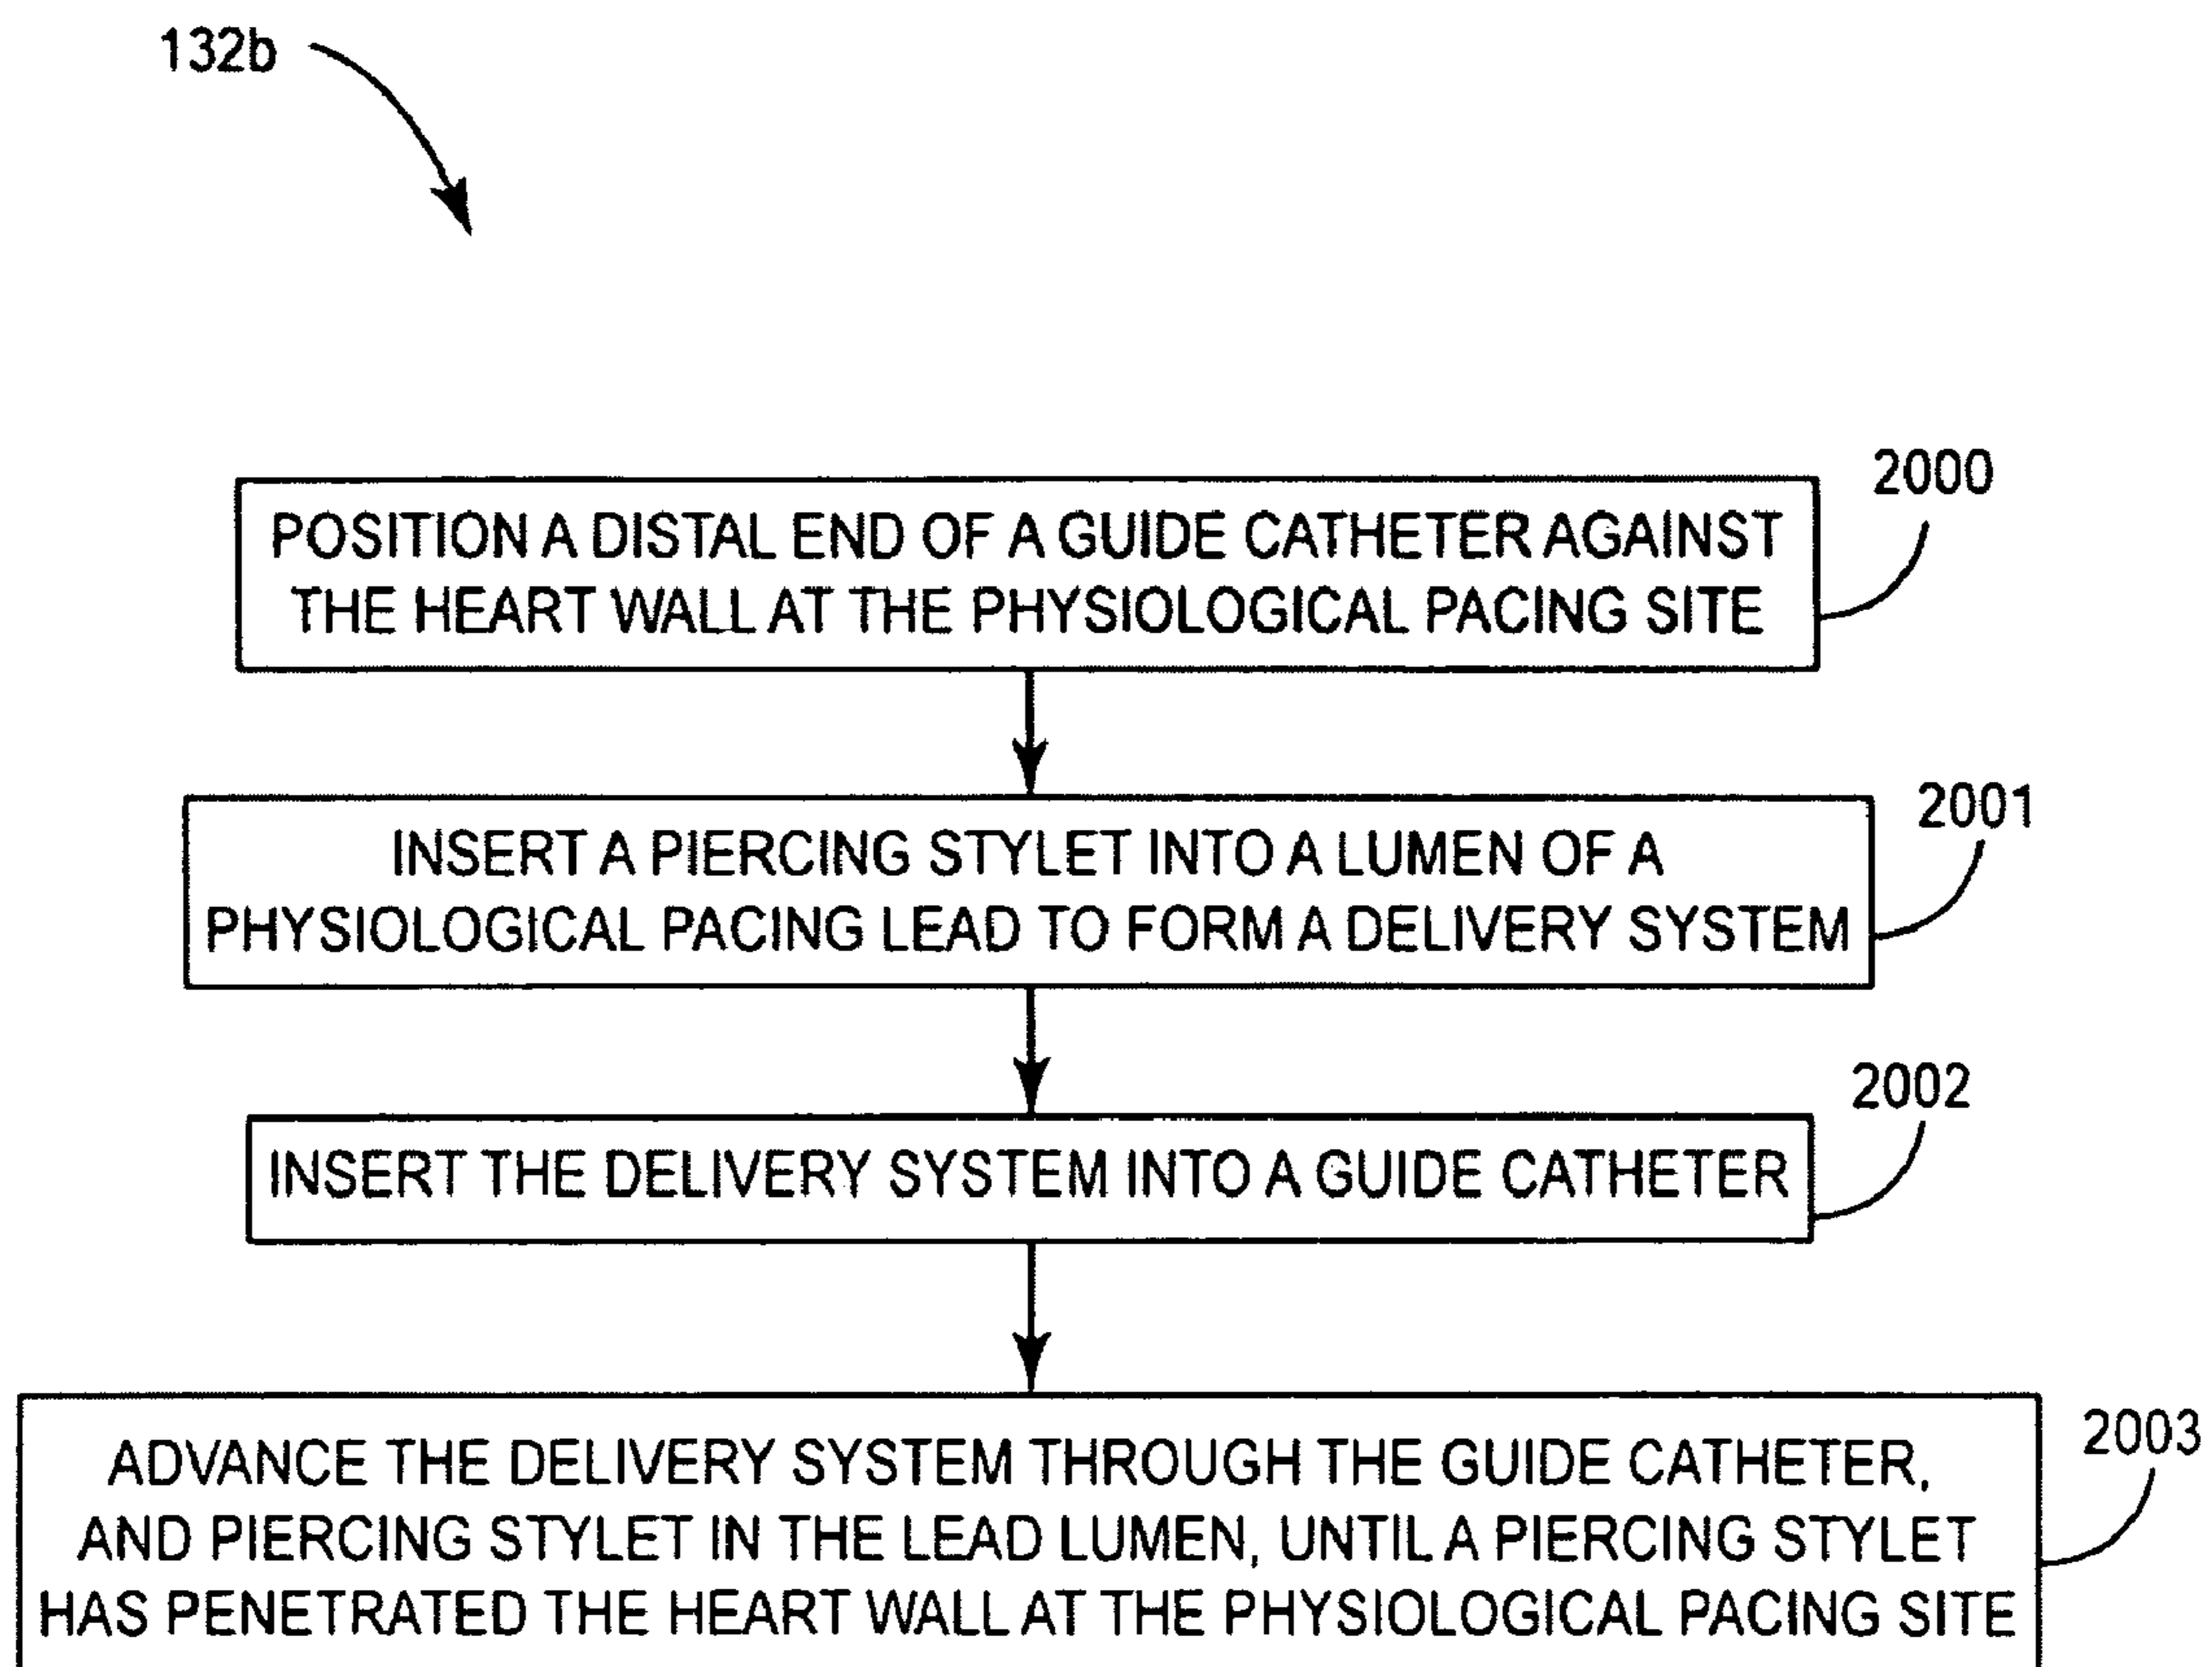 132b
2000
POSITION A DISTAL END OF A GUIDE CATHETER AGAINST
THE HEART WALL AT THE PHYSIOLOGICAL PACING SITE
2001
INSERT A PIERCING STYLET INTO A LUMEN OF A
PHYSIOLOGICAL PACING LEAD TO FORM A DELIVERY SYSTEM
2002
INSERT THE DELIVERY SYSTEM INTO A GUIDE CATHETER
2003
ADVANCE THE DELIVERY SYSTEM THROUGH THE GUIDE CATHETER,
AND PIERCING STYLET IN THE LEAD LUMEN, UNTIL A PIERCING STYLET
HAS PENETRATED THE HEART WALL AT THE PHYSIOLOGICAL PACING SITE